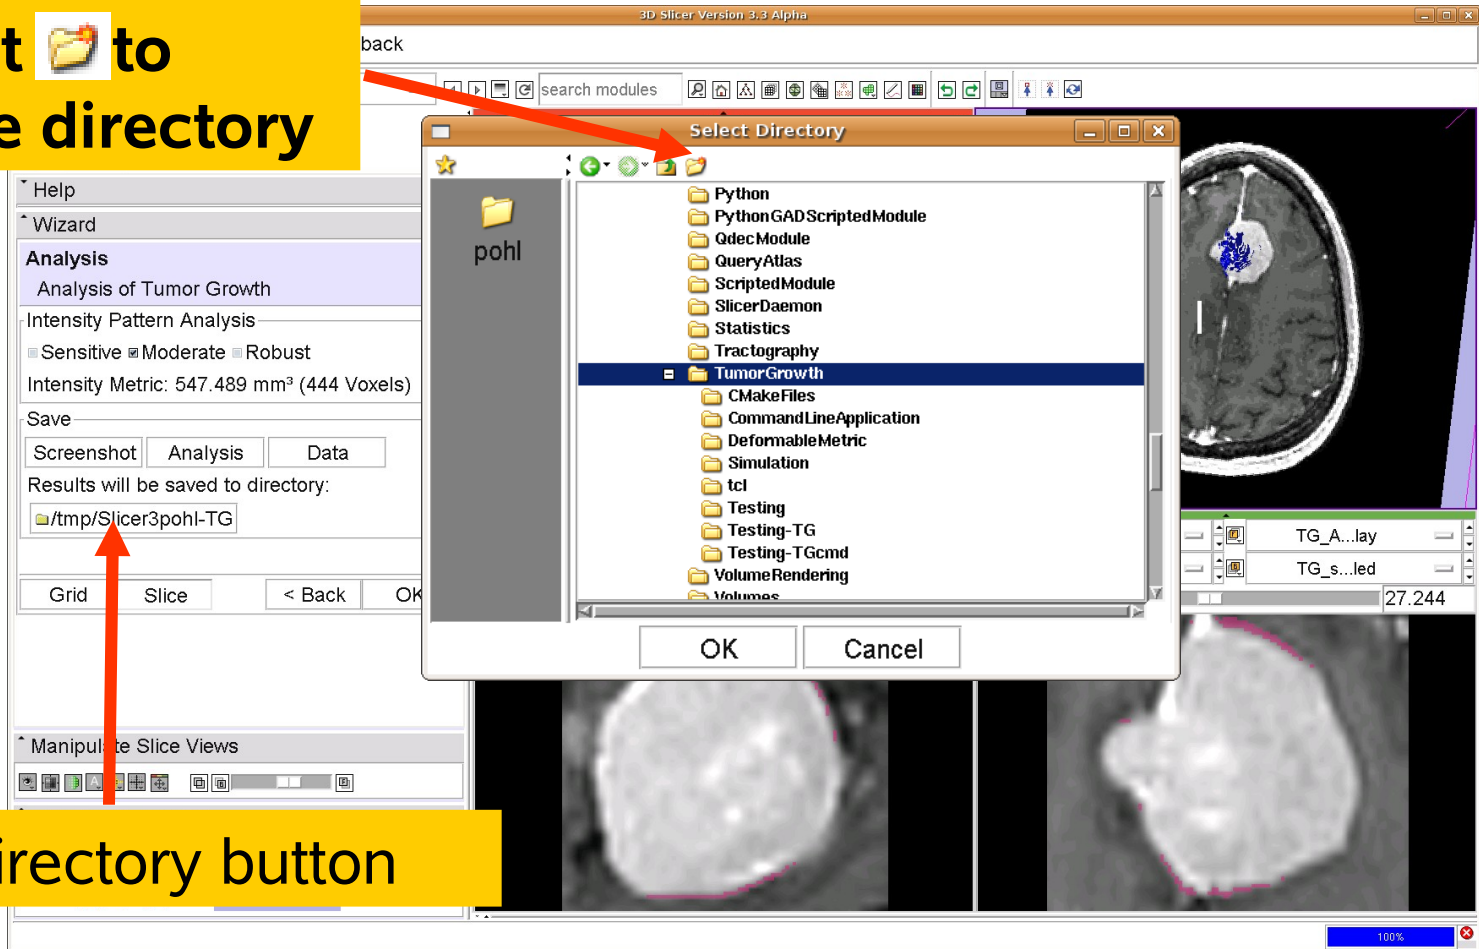 3D Slicer Version 3.3 Alpha
t to
e directory
back
search modules
Select Directory
pohl
Python
PythonGADScriptedModule
QdecModule
QueryAtlas
ScriptedModule
SlicerDaemon
Statistics
Tractography
TumorGrowth
CMakeFiles
CommandLineApplication
DeformableMetric
Simulation
tcl
Testing
Testing-TG
Testing-TGcmd
VolumeRendering
Volumes
OK Cancel
Help
Wizard
Analysis
Analysis of Tumor Growth
Intensity Pattern Analysis
Sensitive Moderate Robust
Intensity Metric: 547.489 mm³ (444 Voxels)
Save
Screenshot Analysis Data
Results will be saved to directory:
/tmp/Slicer3pohl-TG
Grid Slice < Back OK
Manipulate Slice Views
irectory button
I
TG_A...lay
TG_s...led
27.244
100%